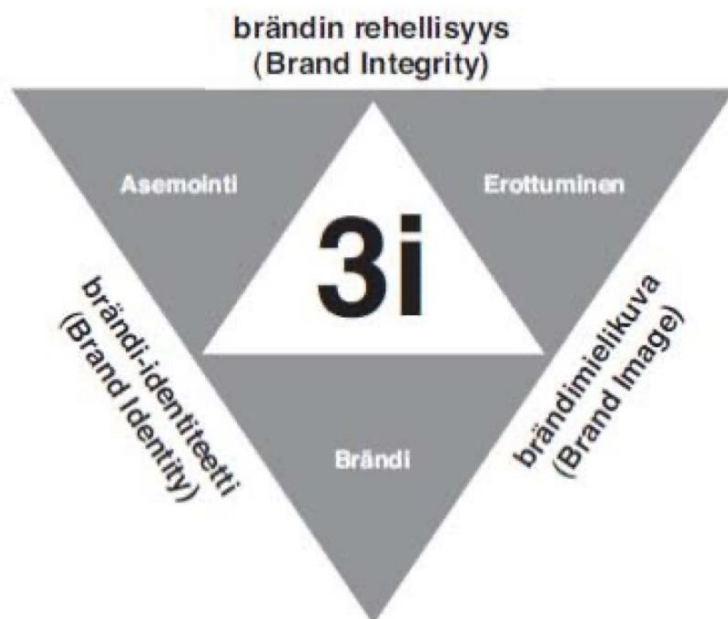 brändin rehellisyys
(Brand Integrity)
Asemointi
Erottuminen
3i
brändi-identiteetti
(Brand Identity)
brändimielikuva
(Brand Image)
Brändi